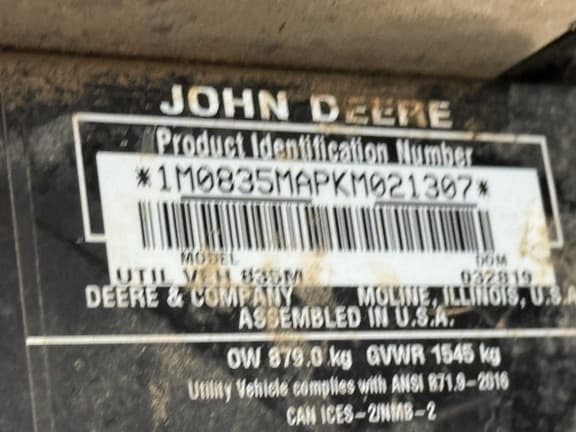 JOHN DEERE
Product Identification Number
*1M0835MAPKM021307*
MODEL DOM
UTIL VEH 835M 032819
DEERE & COMPANY MOLINE, ILLINOIS, U.S.A
ASSEMBLED IN U.S.A.
OW 879.0 kg GVWR 1545 kg
Utility Vehicle complies with ANSI B71.9-2016
CAN ICES-2/NMB-2